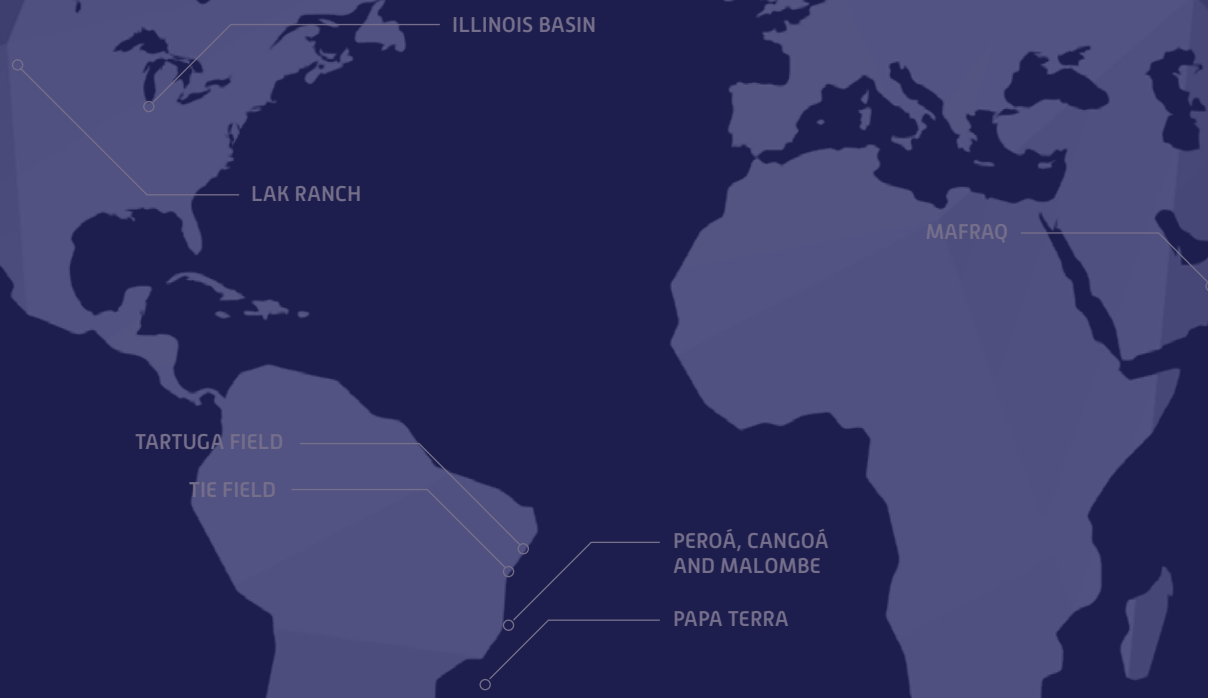 ILLINOIS BASIN
LAK RANCH
MAFRAQ
TARTUGA FIELD
TIE FIELD
PEROÁ, CANGOÁ
AND MALOMBE
PAPA TERRA